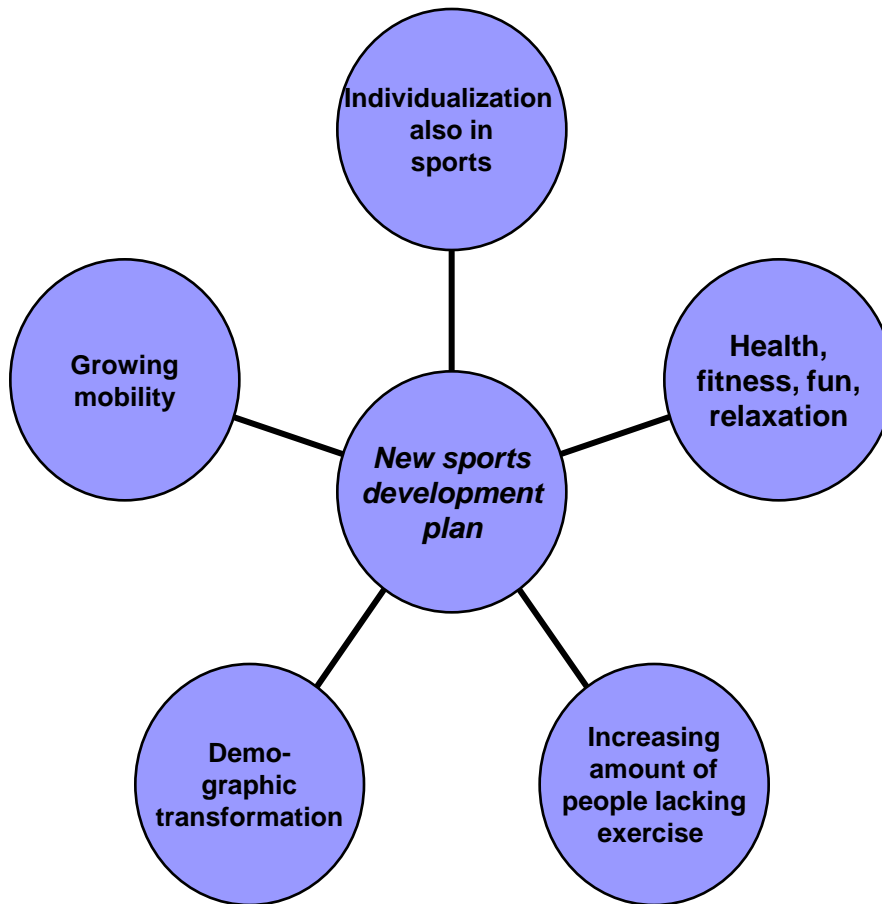 Individualization
also in
sports
Growing
mobility
Health,
fitness, fun,
relaxation
New sports
development
plan
Demo-
graphic
transformation
Increasing
amount of
people lacking
exercise